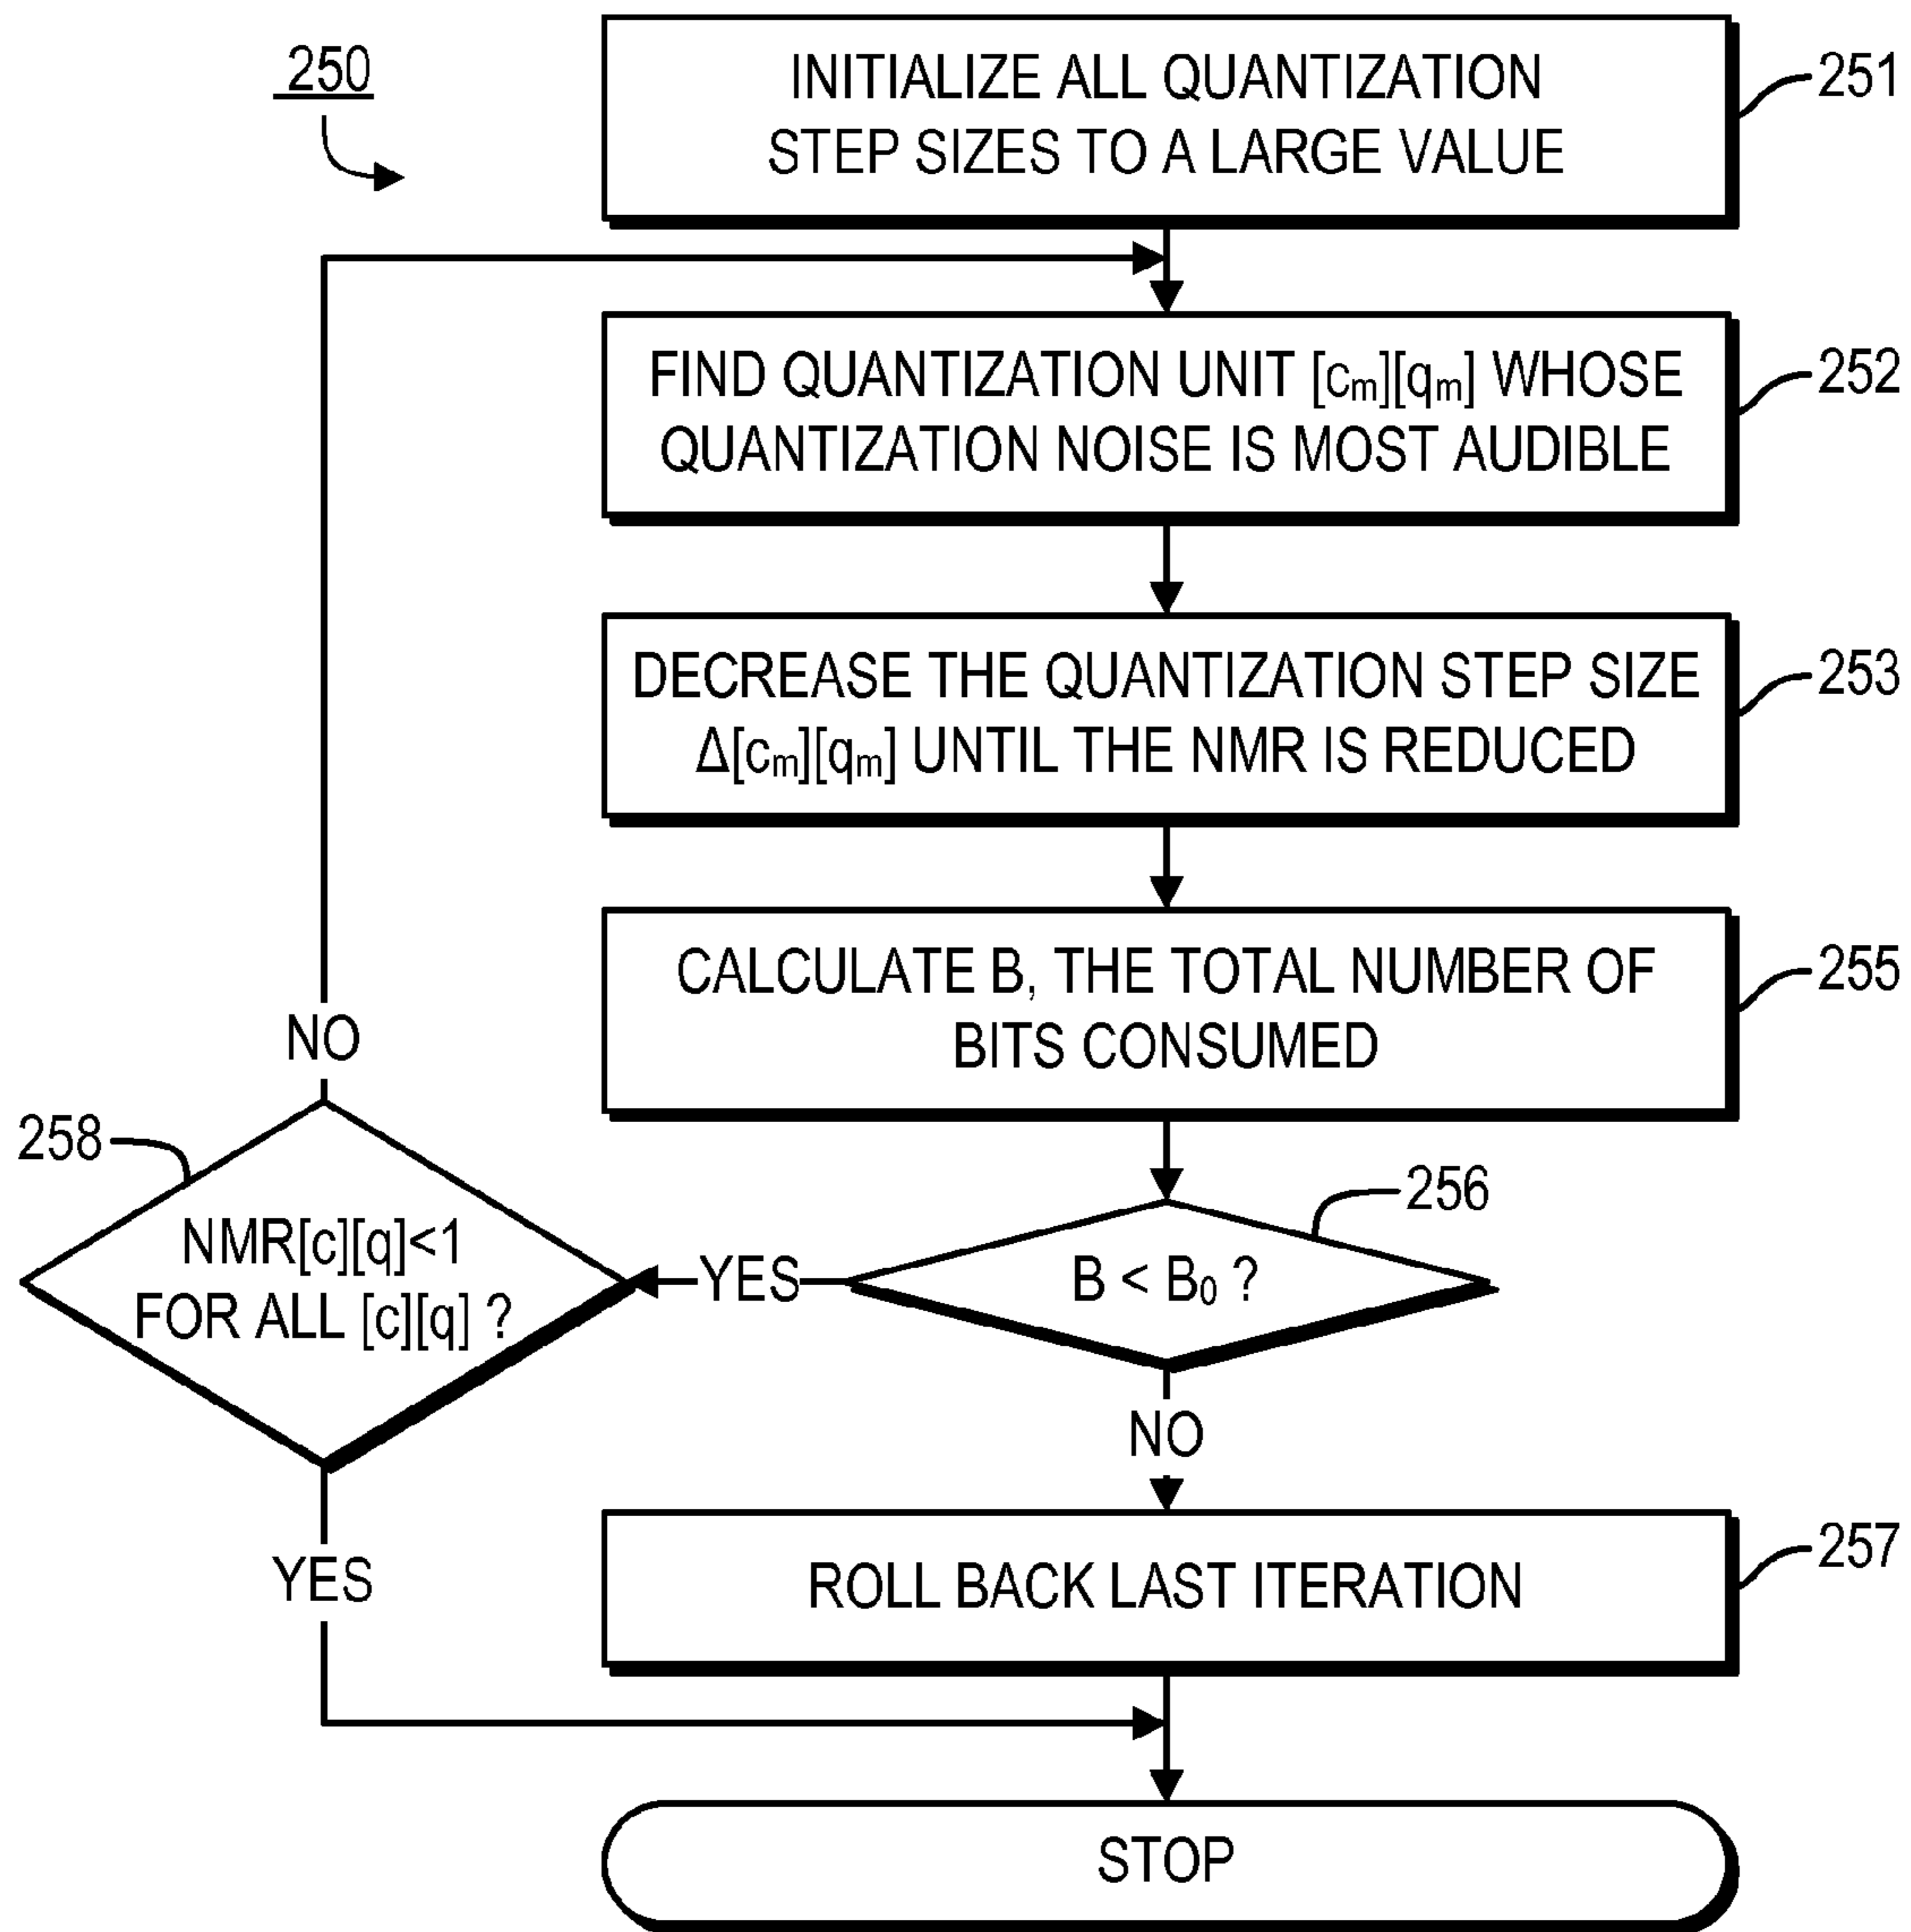 250
INITIALIZE ALL QUANTIZATION
STEP SIZES TO A LARGE VALUE
251
FIND QUANTIZATION UNIT [cm][qm] WHOSE
QUANTIZATION NOISE IS MOST AUDIBLE
252
DECREASE THE QUANTIZATION STEP SIZE
Δ[cm][qm] UNTIL THE NMR IS REDUCED
253
CALCULATE B, THE TOTAL NUMBER OF
BITS CONSUMED
255
NO
258
NMR[c][q]<1
FOR ALL [c][q] ?
YES
B < B0 ?
256
NO
YES
ROLL BACK LAST ITERATION
257
STOP